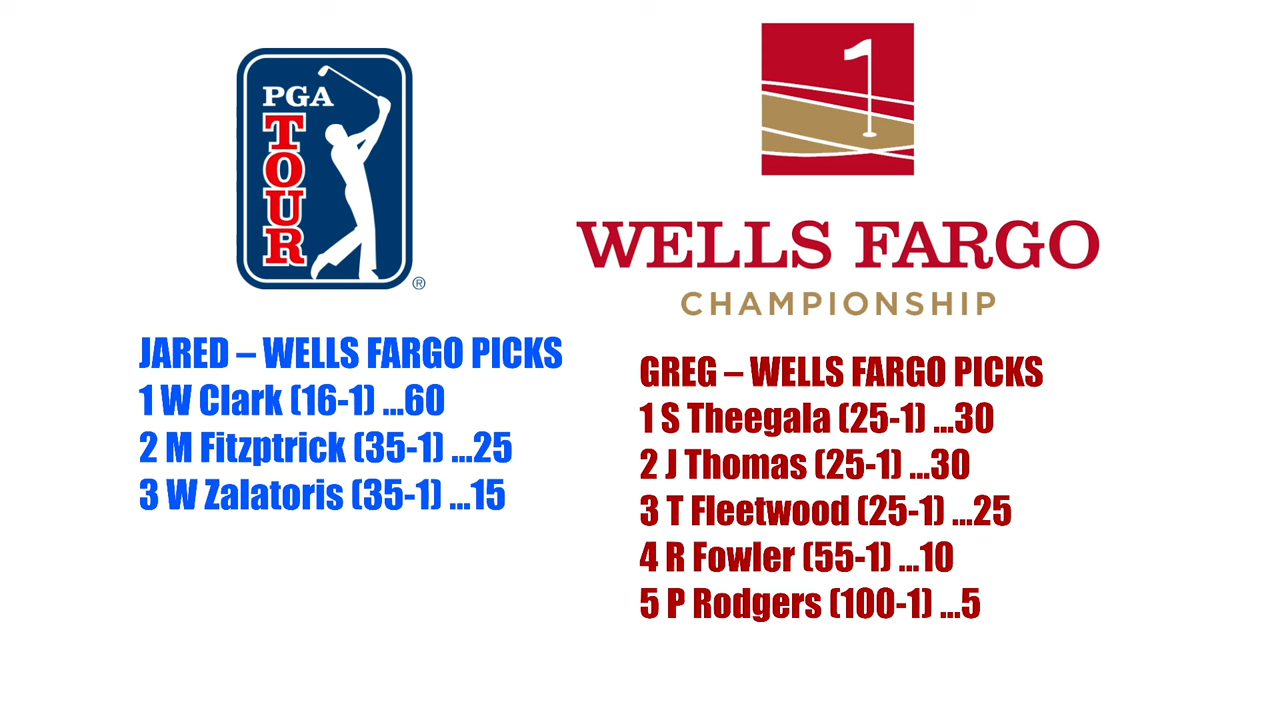 PGA
TOUR
®
WELLS FARGO
CHAMPIONSHIP
JARED – WELLS FARGO PICKS
1 W Clark (16-1) ...60
2 M Fitzptrick (35-1) ...25
3 W Zalatoris (35-1) ...15
GREG – WELLS FARGO PICKS
1 S Theegala (25-1) ...30
2 J Thomas (25-1) ...30
3 T Fleetwood (25-1) ...25
4 R Fowler (55-1) ...10
5 P Rodgers (100-1) ...5